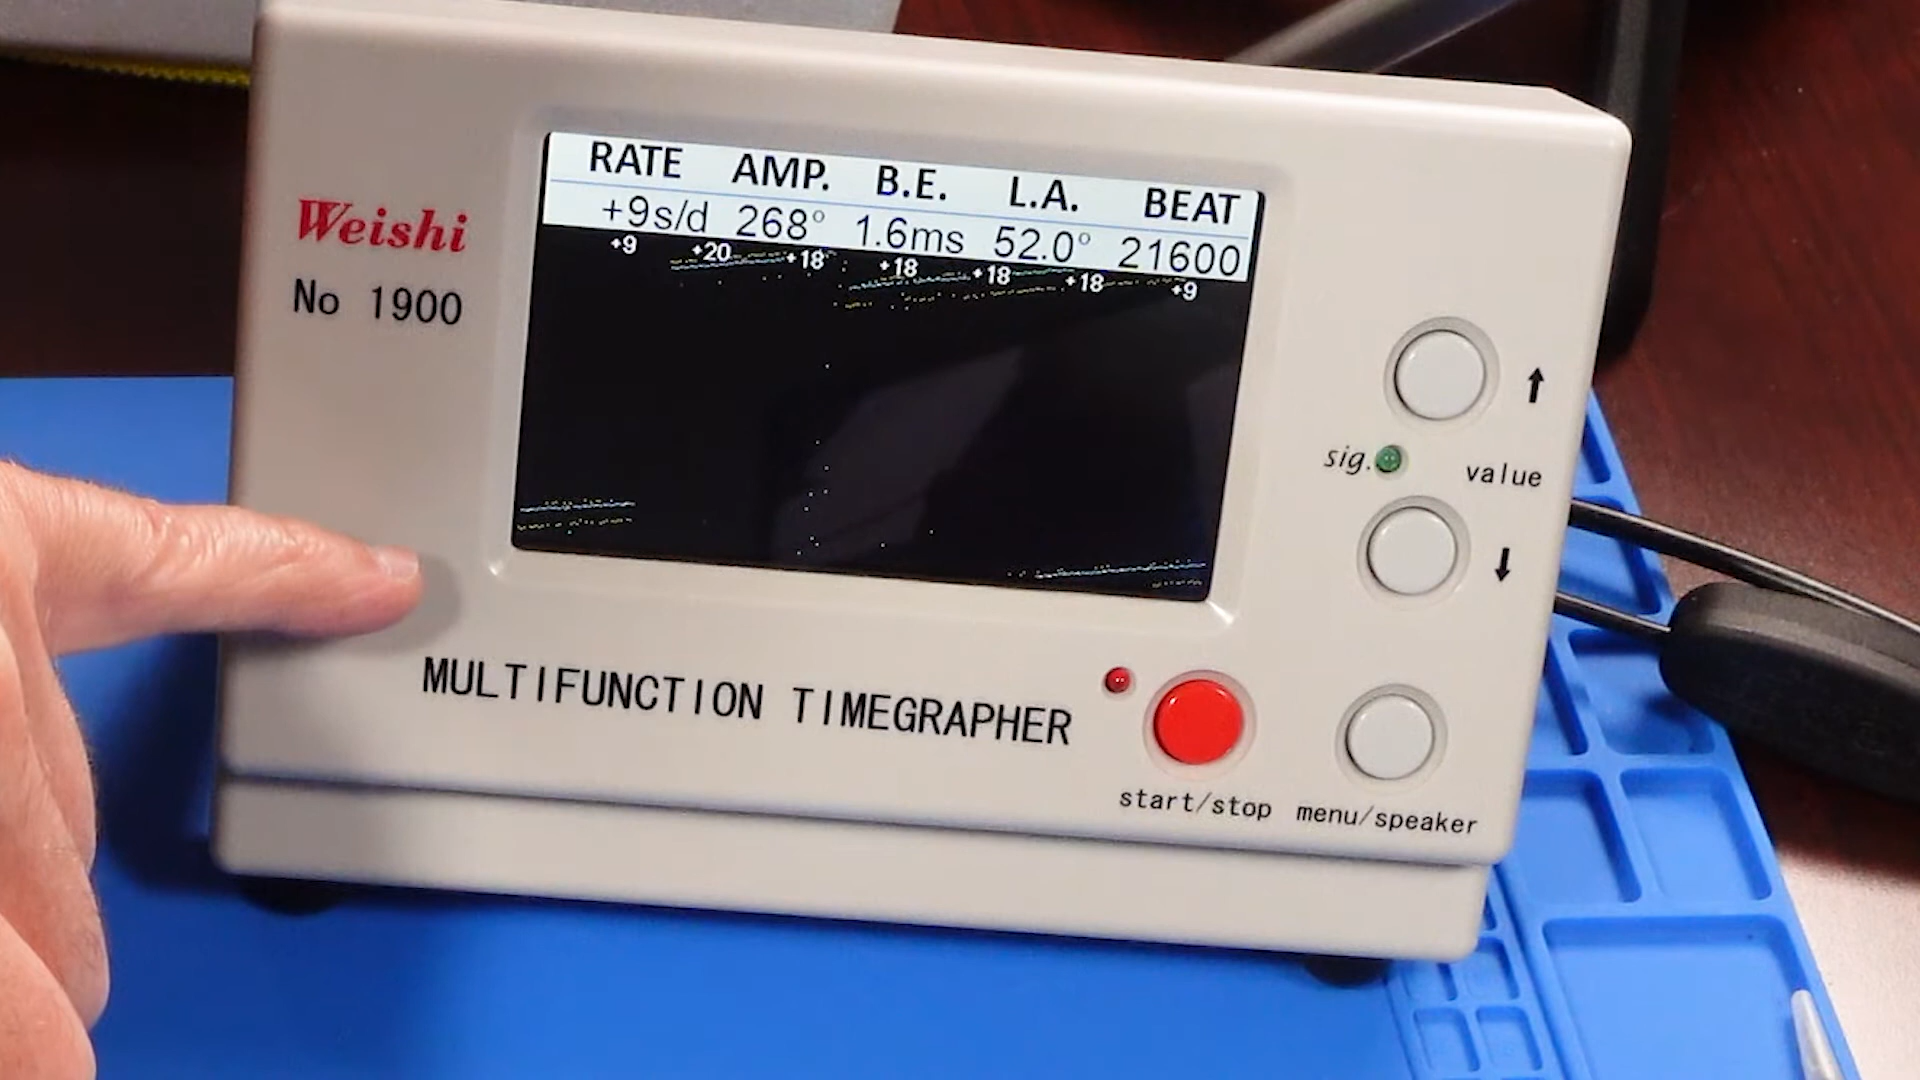 RATE AMP. B.E. L.A. BEAT
+9s/d 268° 1.6ms 52.0° 21600
+9 +20 +18 +18 +18 +18 +9
Weishi
No 1900
sig.
value
MULTIFUNCTION TIMEGRAPHER
start/stop menu/speaker